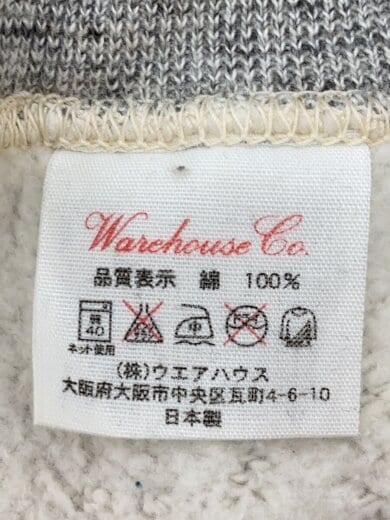 Warehouse Co.
品質表示 綿 100%
弱 40 中
ネット使用
(株)ウエアハウス
大阪府大阪市中央区瓦町4-6-10
日本製